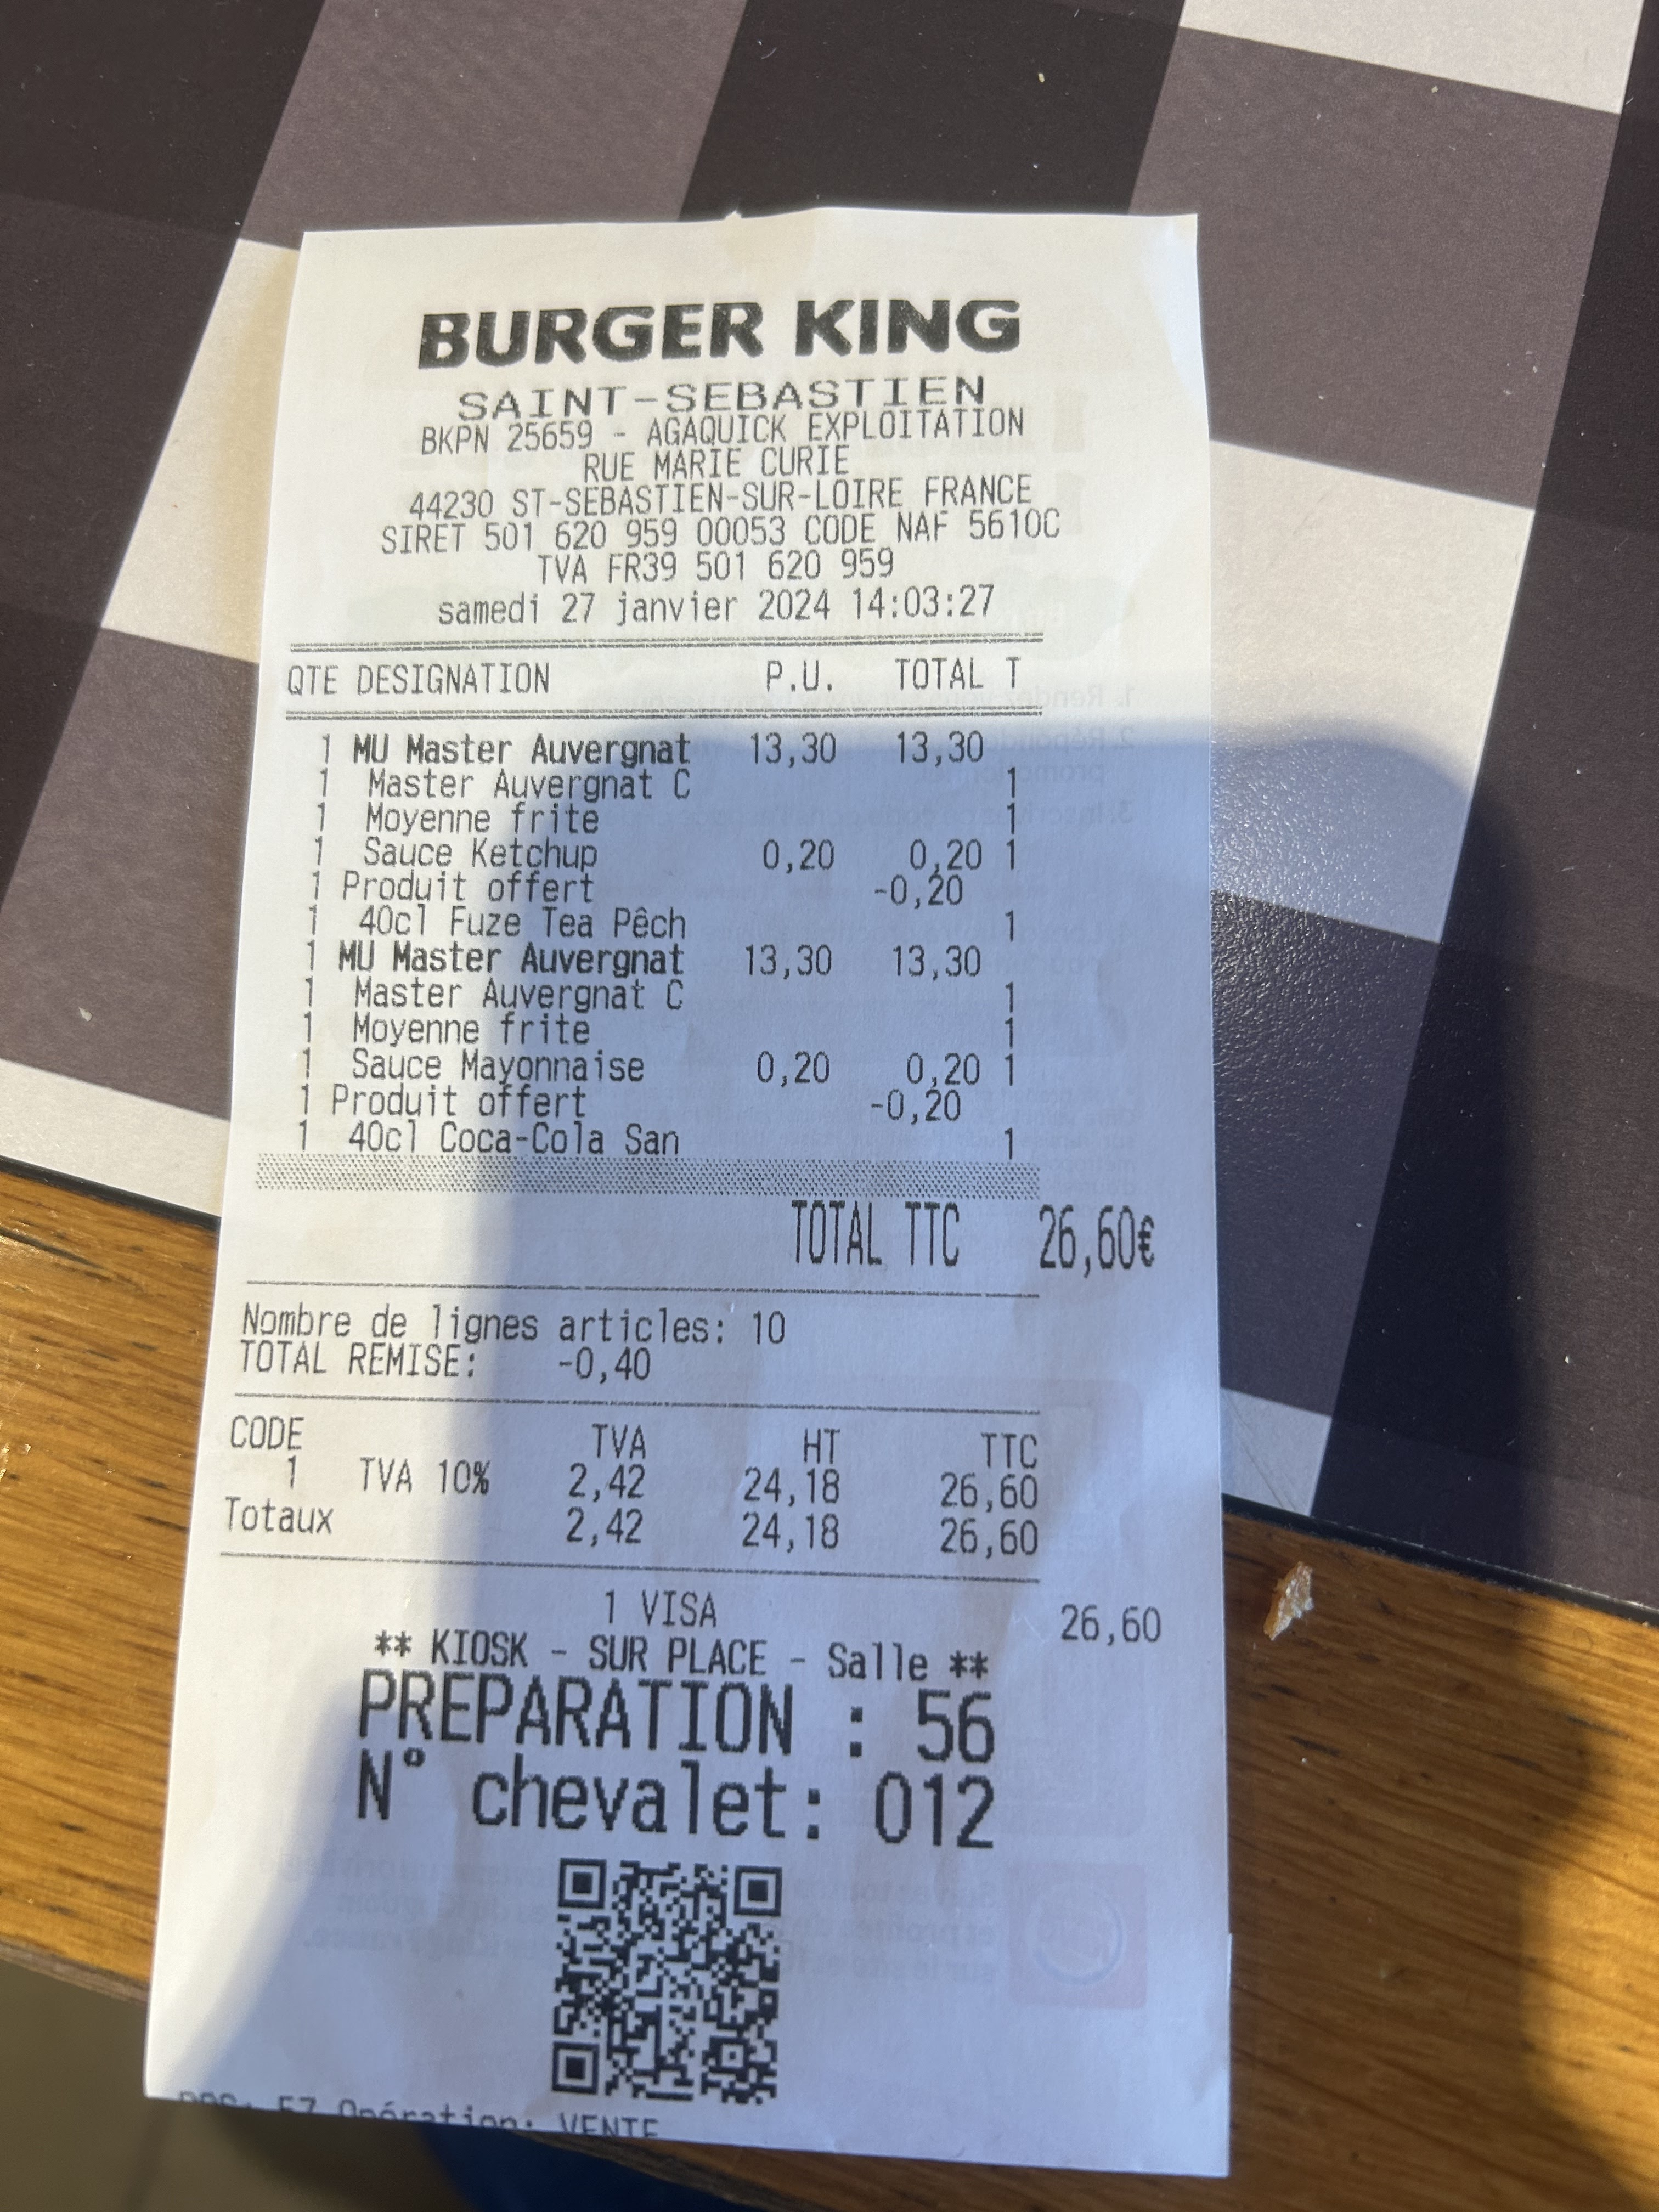 BURGER KING
SAINT-SEBASTIEN
BKPN 25659 - AGAQUICK EXPLOITATION
RUE MARIE CURIE
44230 ST-SEBASTIEN-SUR-LOIRE FRANCE
SIRET 501 620 959 00053 CODE NAF 5610C
TVA FR39 501 620 959
samedi 27 janvier 2024 14:03:27
QTE DESIGNATION P.U. TOTAL T
1 MU Master Auvergnat 13,30 13,30
1 Master Auvergnat C 1
1 Moyenne frite 1
1 Sauce Ketchup 0,20 0,20 1
1 Produit offert -0,20
1 40cl Fuze Tea Pêch 1
1 MU Master Auvergnat 13,30 13,30
1 Master Auvergnat C 1
1 Moyenne frite 1
1 Sauce Mayonnaise 0,20 0,20 1
1 Produit offert -0,20
1 40cl Coca-Cola San 1
TOTAL TTC 26,60€
Nombre de lignes articles: 10
TOTAL REMISE: -0,40
CODE TVA HT TTC
1 TVA 10% 2,42 24,18 26,60
Totaux 2,42 24,18 26,60
1 VISA 26,60
** KIOSK - SUR PLACE - Salle **
PREPARATION : 56
N° chevalet: 012
57 Opération: VENTE